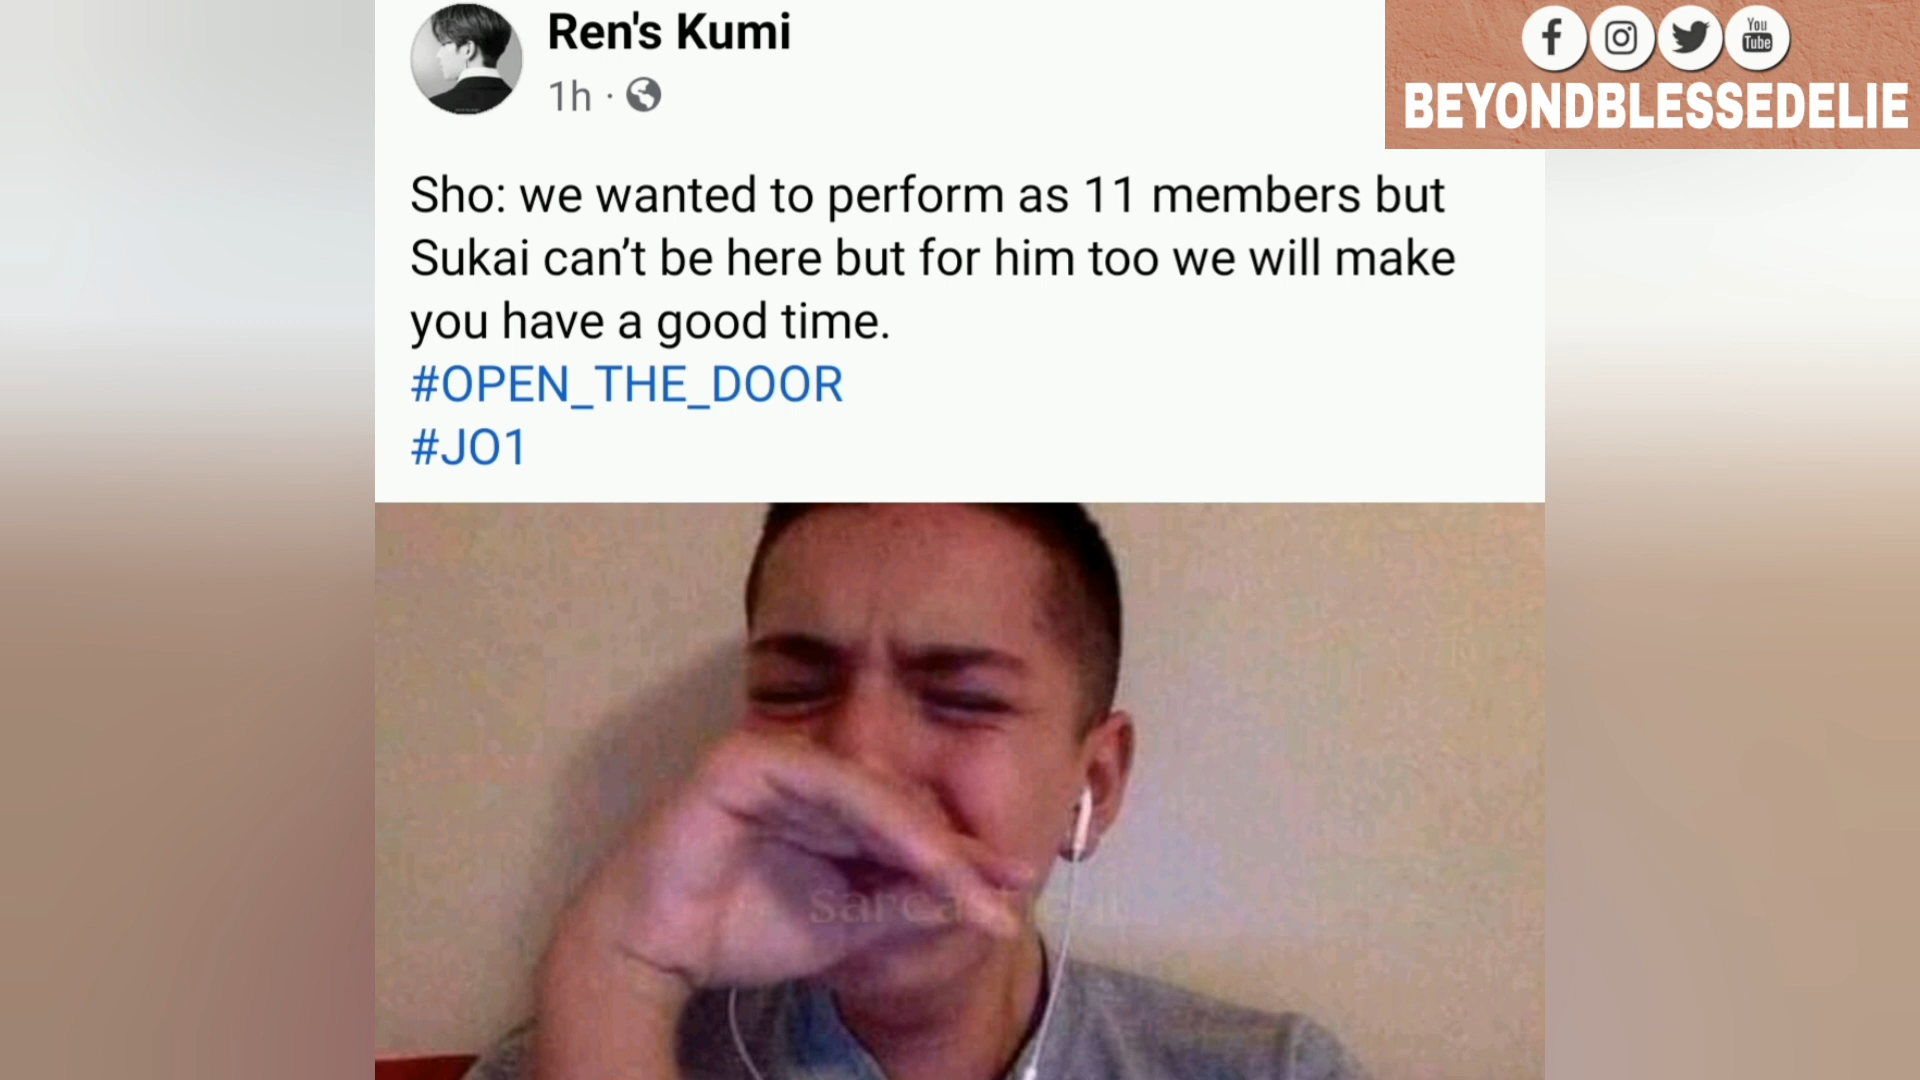 Ren's Kumi
1h ·
You
Tube
BEYONDBLESSEDELIE
Sho: we wanted to perform as 11 members but
Sukai can’t be here but for him too we will make
you have a good time.
#OPEN_THE_DOOR
#JO1